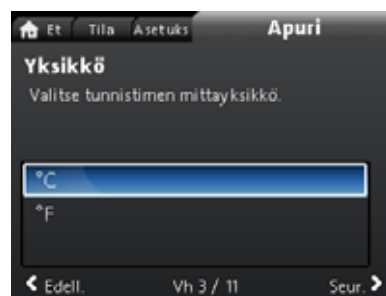 Et Tila Asetuks Apuri
Yksikkö
Valitse tunnistimen mittayksikkö.
°C
°F
Edell. Vh 3 / 11 Seur.